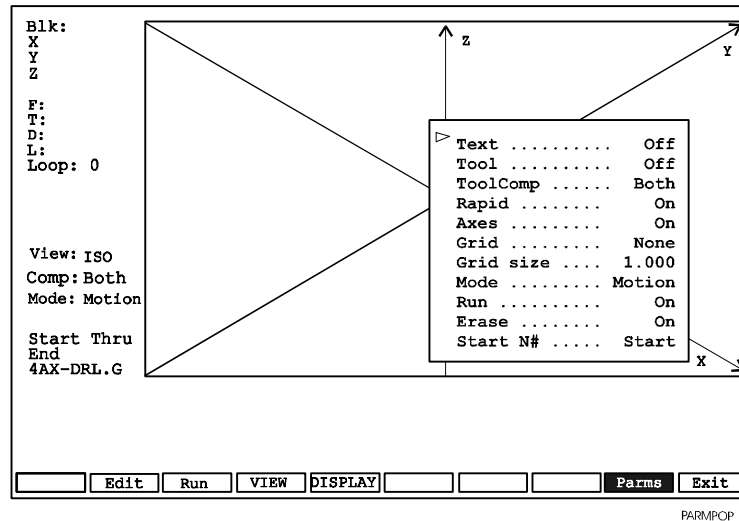 Blk:
X
Y
Z
F:
T:
D:
L:
Loop: 0
View: ISO
Comp: Both
Mode: Motion
Start Thru
End
4AX-DRL.G
Z
Y
X
Text .......... Off
Tool .......... Off
ToolComp ...... Both
Rapid ........ On
Axes ......... On
Grid ......... None
Grid size .... 1.000
Mode ......... Motion
Run .......... On
Erase ........ On
Start N# ..... Start
Edit Run VIEW DISPLAY Parms Exit
PARMPOP